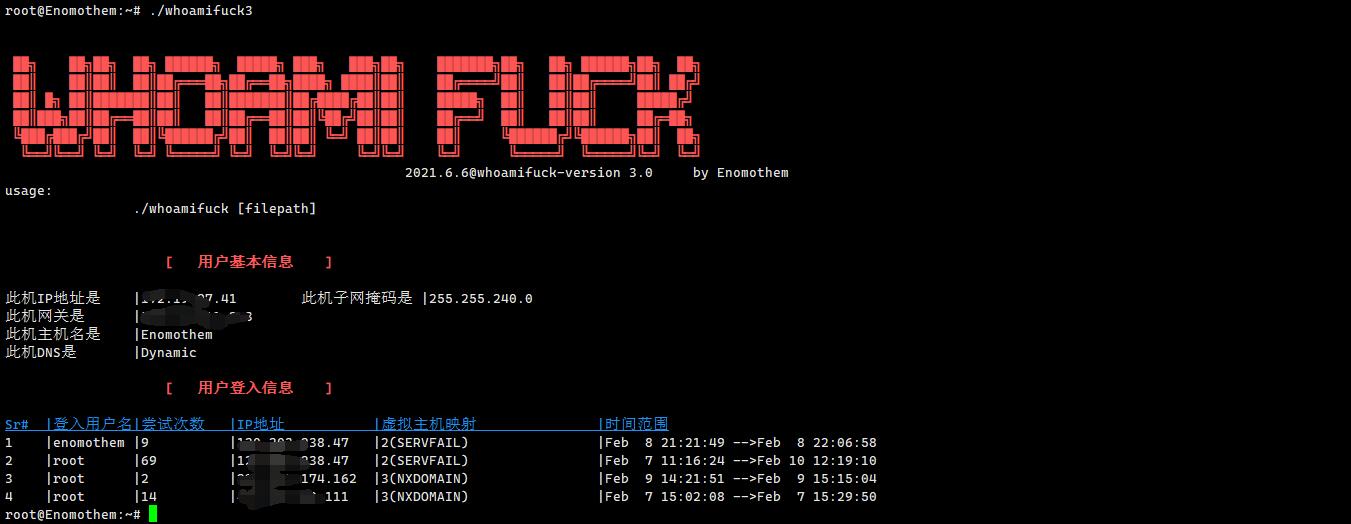 root@Enomothem:~# ./whoamifuck3
WHOAMI FUCK
2021.6.6@whoamifuck-version 3.0 by Enomothem
usage:
./whoamifuck [filepath]
[ 用户基本信息 ]
此机IP地址是 |172.1 7.41 此机子网掩码是 |255.255.240.0
此机网关是 | 3
此机主机名是 |Enomothem
此机DNS是 |Dynamic
[ 用户登入信息 ]
Sr# |登入用户名|尝试次数 |IP地址 |虚拟主机映射 |时间范围
1 |enomothem |9 | 38.47 |2(SERVFAIL) |Feb 8 21:21:49 -->Feb 8 22:06:58
2 |root |69 |12 38.47 |2(SERVFAIL) |Feb 7 11:16:24 -->Feb 10 12:19:10
3 |root |2 | 174.162 |3(NXDOMAIN) |Feb 9 14:21:51 -->Feb 9 15:15:04
4 |root |14 | .111 |3(NXDOMAIN) |Feb 7 15:02:08 -->Feb 7 15:29:50
root@Enomothem:~#